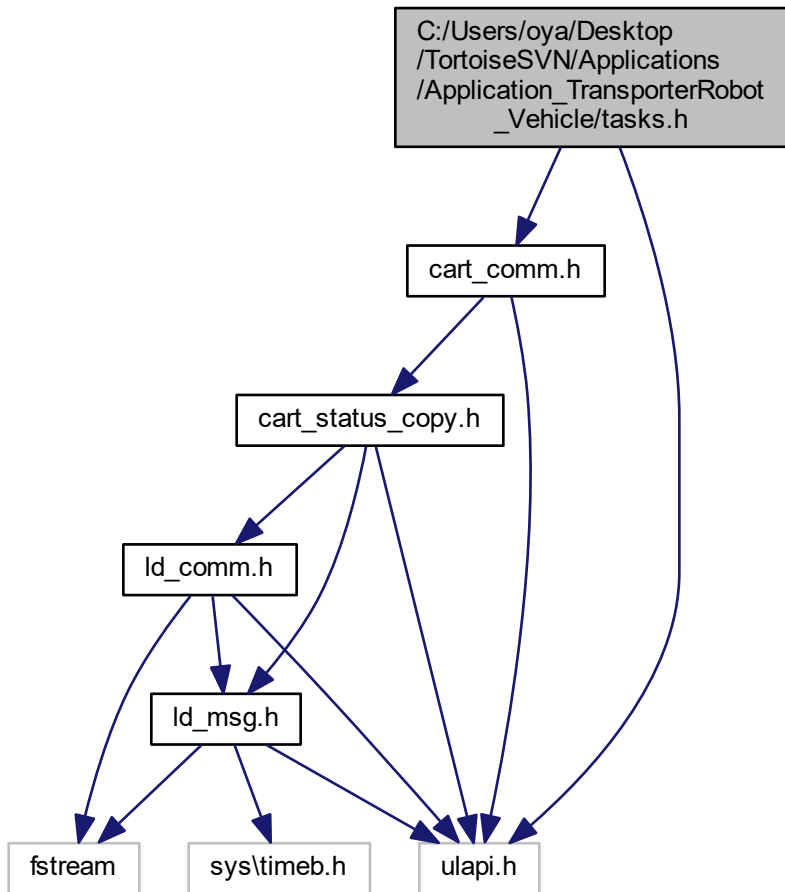 C:/Users/oya/Desktop
/TortoiseSVN/Applications
/Application_TransporterRobot
_Vehicle/tasks.h
cart_comm.h
cart_status_copy.h
ld_comm.h
ld_msg.h
fstream
sys\timeb.h
ulapi.h